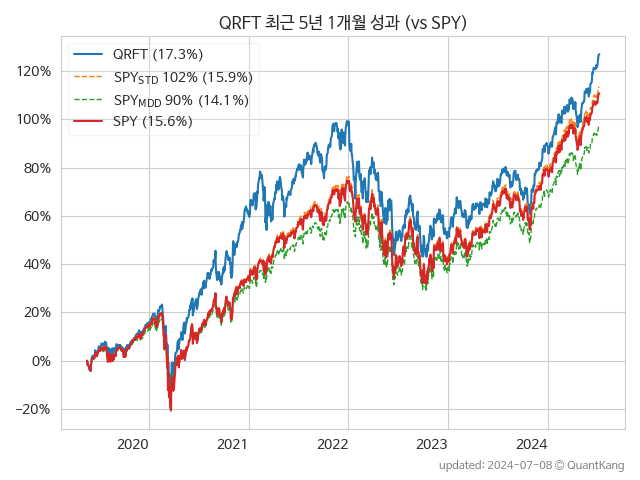 QRFT 최근 5년 1개월 성과 (vs SPY)
QRFT (17.3%)
SPY_STD 102% (15.9%)
SPY_MDD 90% (14.1%)
SPY (15.6%)
120%
100%
80%
60%
40%
20%
0%
−20%
2020 2021 2022 2023 2024
updated: 2024-07-08 © QuantKang